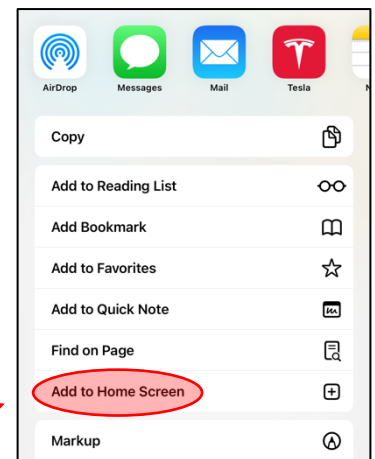 AirDrop Messages Mail Tesla
Copy
Add to Reading List
Add Bookmark
Add to Favorites
Add to Quick Note
Find on Page
Add to Home Screen
Markup